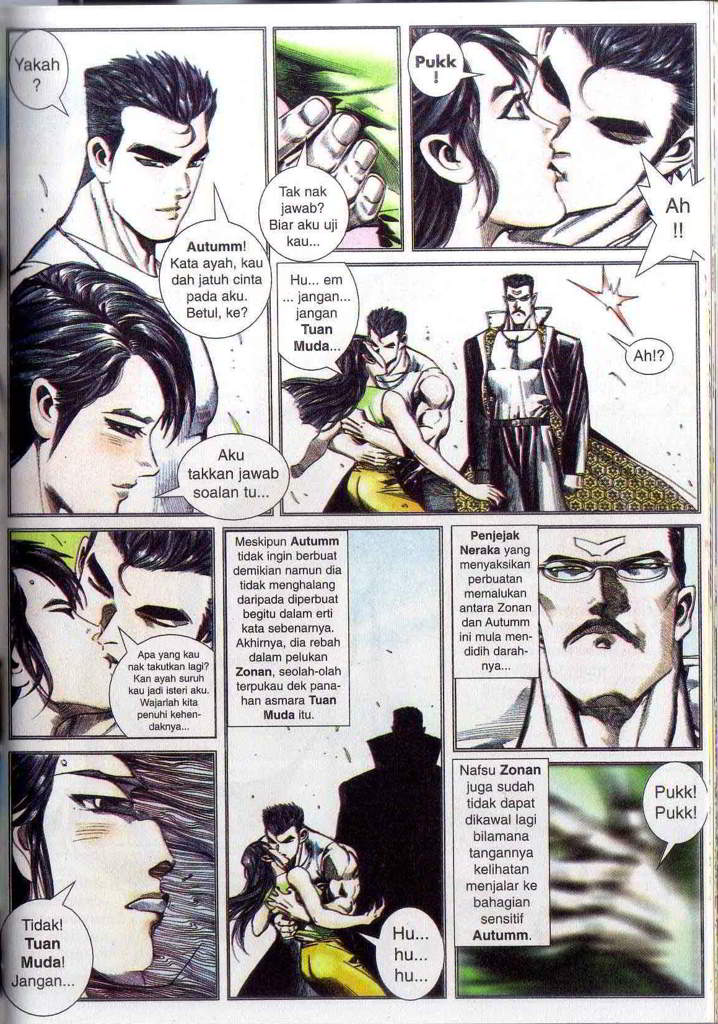 Yakah
?
Autumm!
Kata ayah, kau
dah jatuh cinta
pada aku.
Betul, ke?
Aku
takkan jawab
soalan tu...
Tak nak
jawab?
Biar aku uji
kau...
Pukk
!
Ah
!!
Hu... em
... jangan...
jangan
Tuan
Muda...
Ah!?
Apa yang kau
nak takutkan lagi?
Kan ayah suruh
kau jadi isteri aku.
Wajarlah kita
penuhi kehen-
daknya...
Meskipun Autumm
tidak ingin berbuat
demikian namun dia
tidak menghalang
daripada diperbuat
begitu dalam erti
kata sebenarnya.
Akhirnya, dia rebah
dalam pelukan
Zonan, seolah-olah
terpukau dek pana-
han asmara Tuan
Muda itu.
Penjejak
Neraka yang
menyaksikan
perbuatan
memalukan
antara Zonan
dan Autumm
ini mula men-
didih darah-
nya...
Tidak!
Tuan
Muda!
Jangan...
Hu...
hu...
hu...
Nafsu Zonan
juga sudah
tidak dapat
dikawal lagi
bilamana
tangannya
kelihatan
menjalar ke
bahagian
sensitif
Autumm.
Pukk!
Pukk!